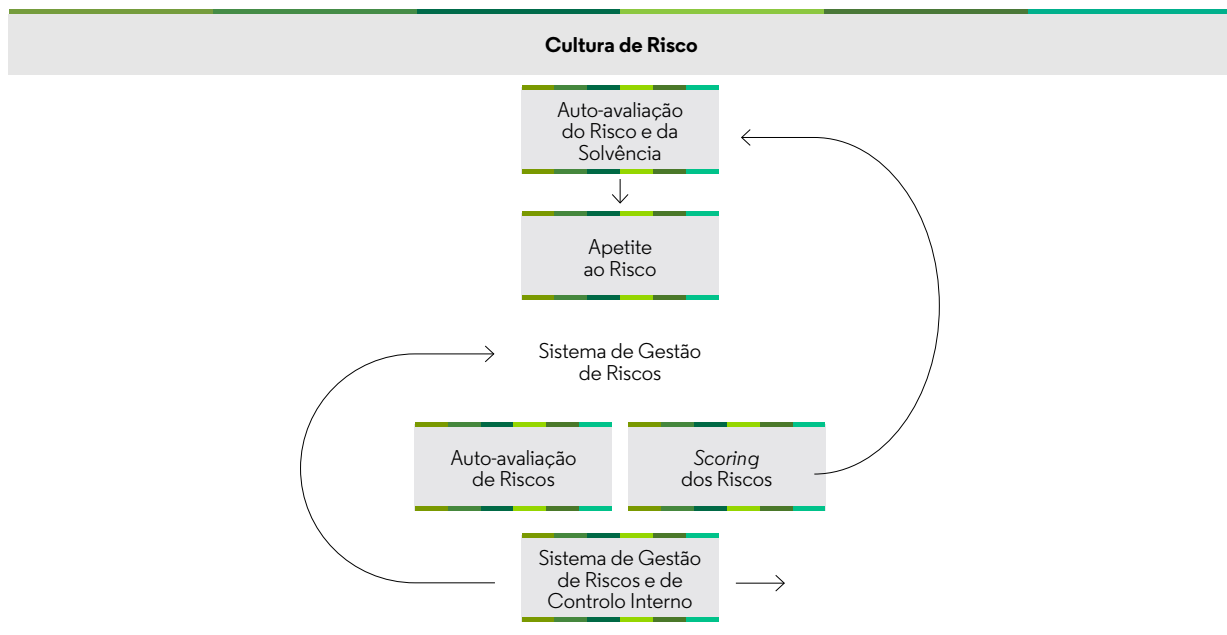 Cultura de Risco
Auto-avaliação
do Risco e da
Solvência
Apetite
ao Risco
Sistema de Gestão
de Riscos
Auto-avaliação
de Riscos
Scoring
dos Riscos
Sistema de Gestão
de Riscos e de
Controlo Interno